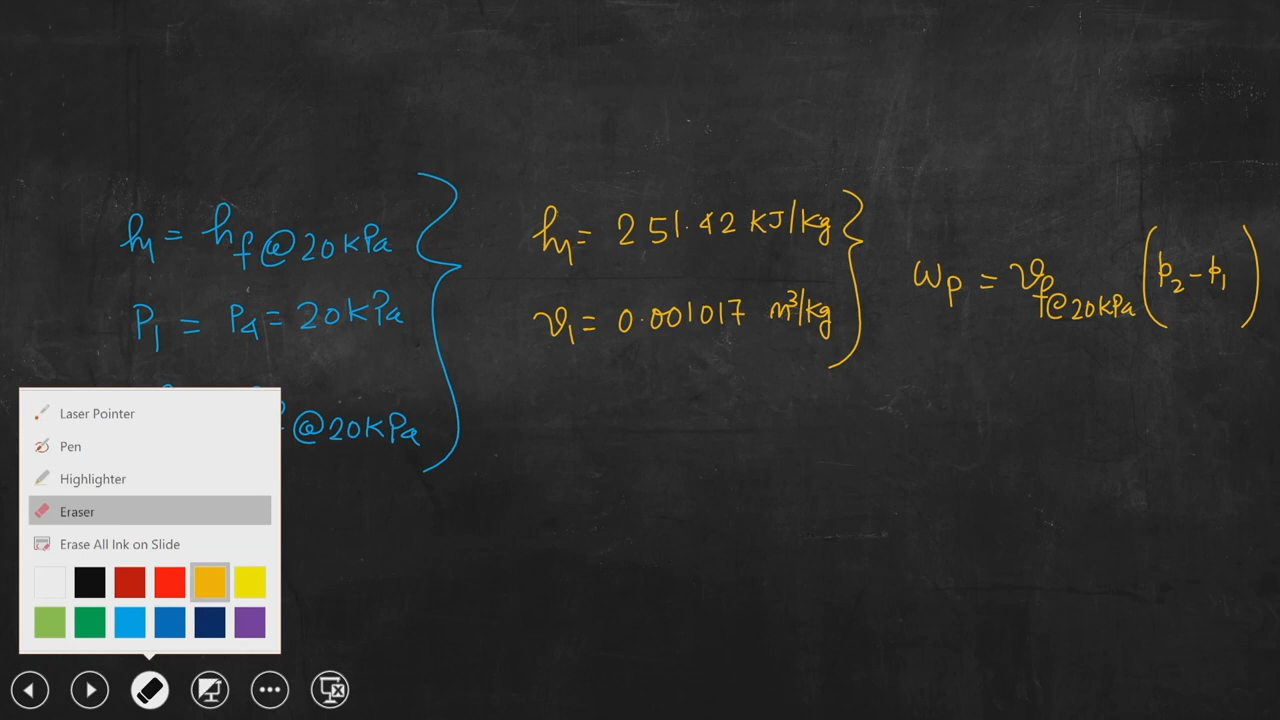 h₁ = hf@20kPa
P₁ = P₄ = 20kPa
@20kPa
h₁ = 251.42 kJ/kg
v₁ = 0.001017 m³/kg
wp = vf@20kPa (p₂ - p₁)
Laser Pointer
Pen
Highlighter
Eraser
Erase All Ink on Slide